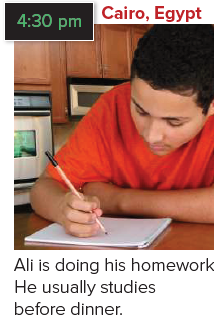 4:30 pm
Cairo, Egypt
Ali is doing his homework
He usually studies
before dinner.